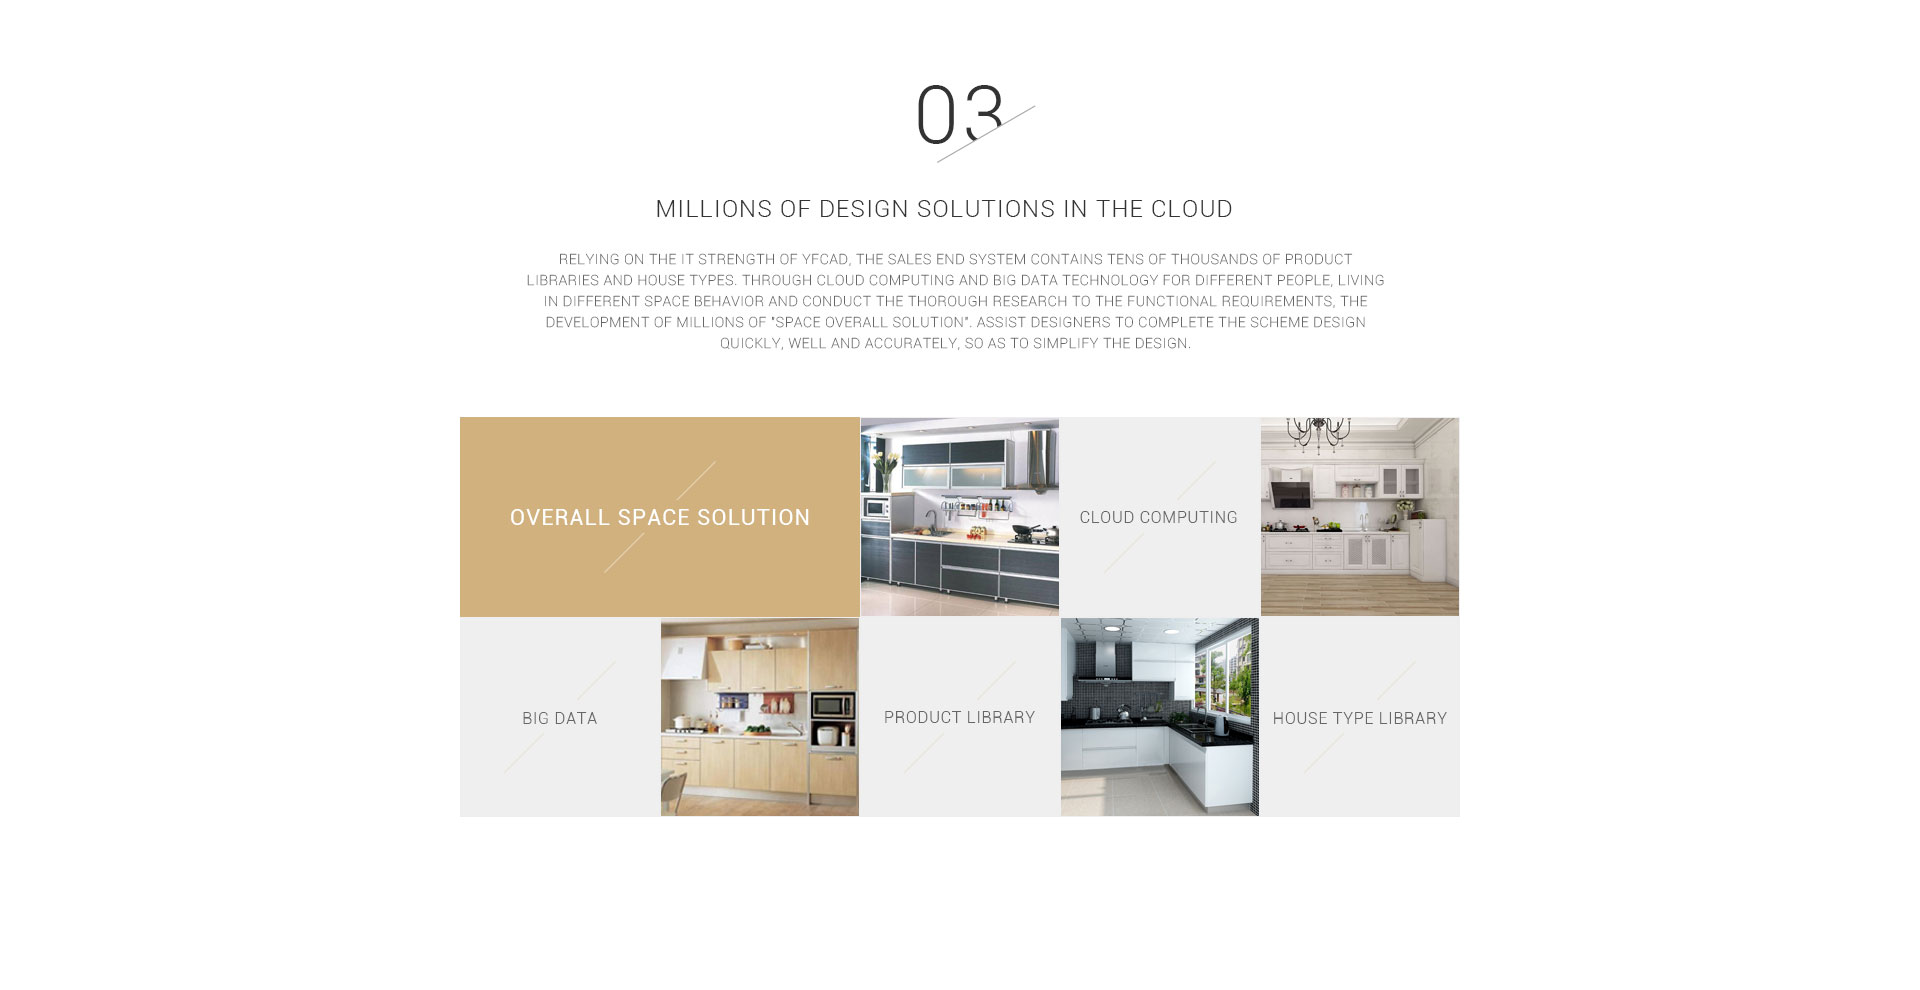 03
MILLIONS OF DESIGN SOLUTIONS IN THE CLOUD
RELYING ON THE IT STRENGTH OF YFCAD, THE SALES END SYSTEM CONTAINS TENS OF THOUSANDS OF PRODUCT
LIBRARIES AND HOUSE TYPES. THROUGH CLOUD COMPUTING AND BIG DATA TECHNOLOGY FOR DIFFERENT PEOPLE, LIVING
IN DIFFERENT SPACE BEHAVIOR AND CONDUCT THE THOROUGH RESEARCH TO THE FUNCTIONAL REQUIREMENTS, THE
DEVELOPMENT OF MILLIONS OF "SPACE OVERALL SOLUTION". ASSIST DESIGNERS TO COMPLETE THE SCHEME DESIGN
QUICKLY, WELL AND ACCURATELY, SO AS TO SIMPLIFY THE DESIGN.
OVERALL SPACE SOLUTION
CLOUD COMPUTING
BIG DATA
PRODUCT LIBRARY
HOUSE TYPE LIBRARY